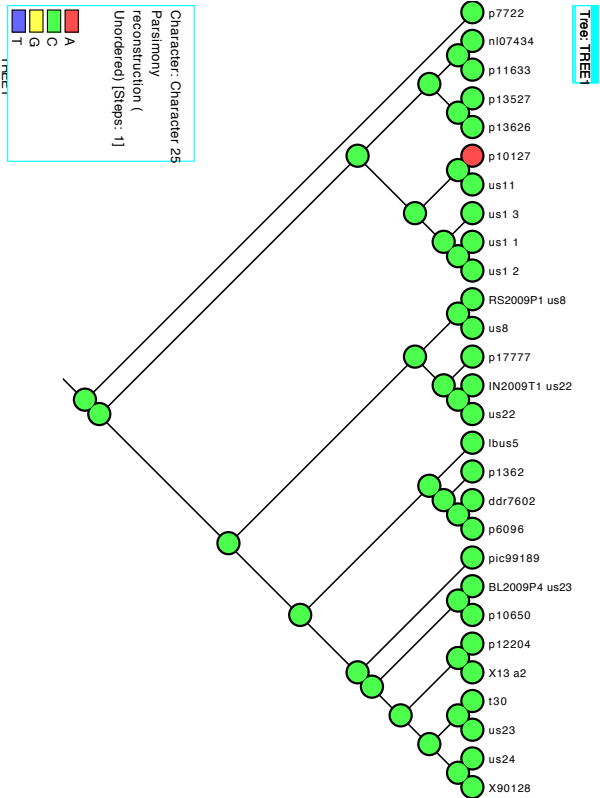 Tree: TREE1
Character: Character 25
Parsimony
reconstruction (
Unordered) [Steps: 1]
A
C
G
T
TREE1
p7722
nl07434
p11633
p13527
p13626
p10127
us11
us1 3
us1 1
us1 2
RS2009P1 us8
us8
p17777
IN2009T1 us22
us22
lbus5
p1362
ddr7602
p6096
pic99189
BL2009P4 us23
p10650
p12204
X13 a2
t30
us23
us24
X90128